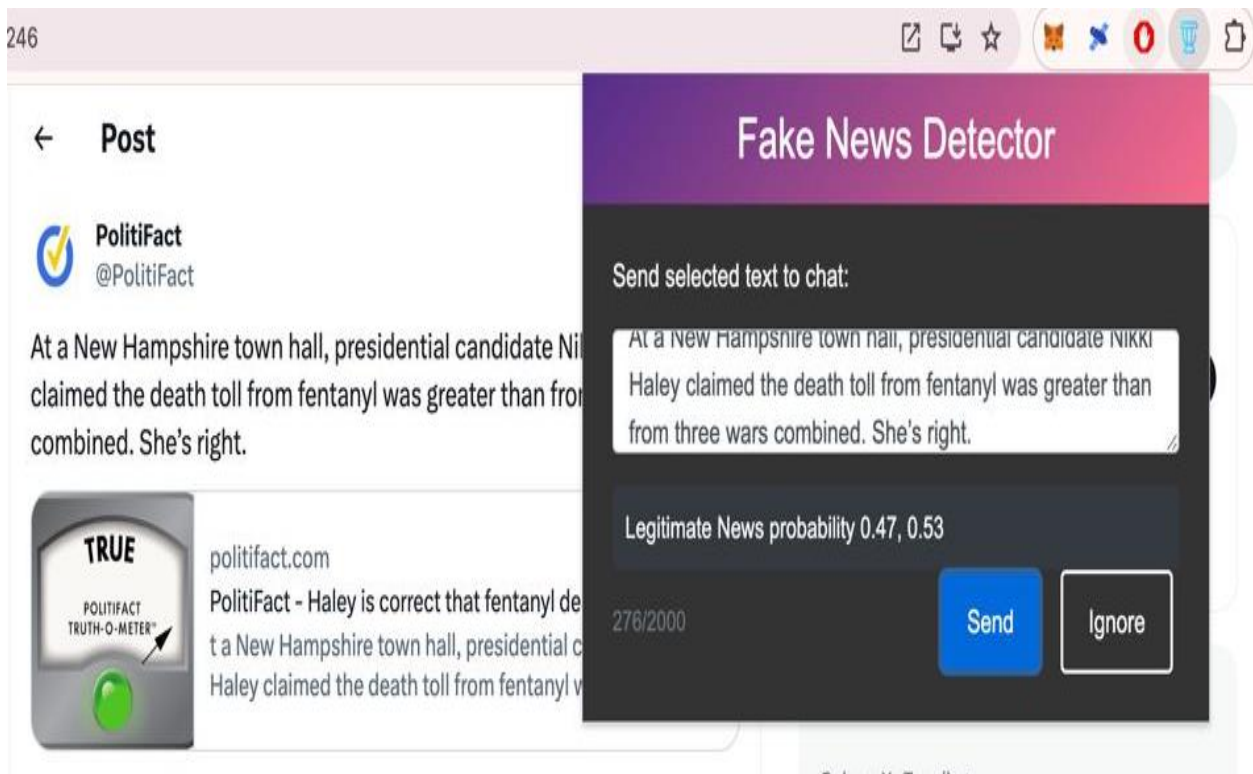 246
Post
PolitiFact
@PolitiFact
At a New Hampshire town hall, presidential candidate
claimed the death toll from fentanyl was greater than
combined. She's right.
TRUE
POLITIFACT
TRUTH-O-METER™
politifact.com
PolitiFact - Haley is correct that fentanyl de
t a New Hampshire town hall, presidential c
Haley claimed the death toll from fentanyl
Fake News Detector
Send selected text to chat:
At a New Hampshire town hall, presidential candidate Nikki
Haley claimed the death toll from fentanyl was greater than
from three wars combined. She's right.
Legitimate News probability 0.47, 0.53
276/2000
Send
Ignore